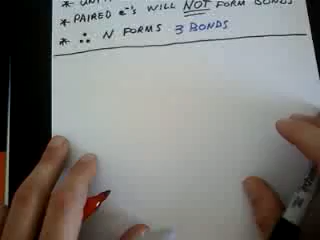 * PAIRED e⁻'s WILL NOT FORM BONDS
* ∴ N FORMS 3 BONDS